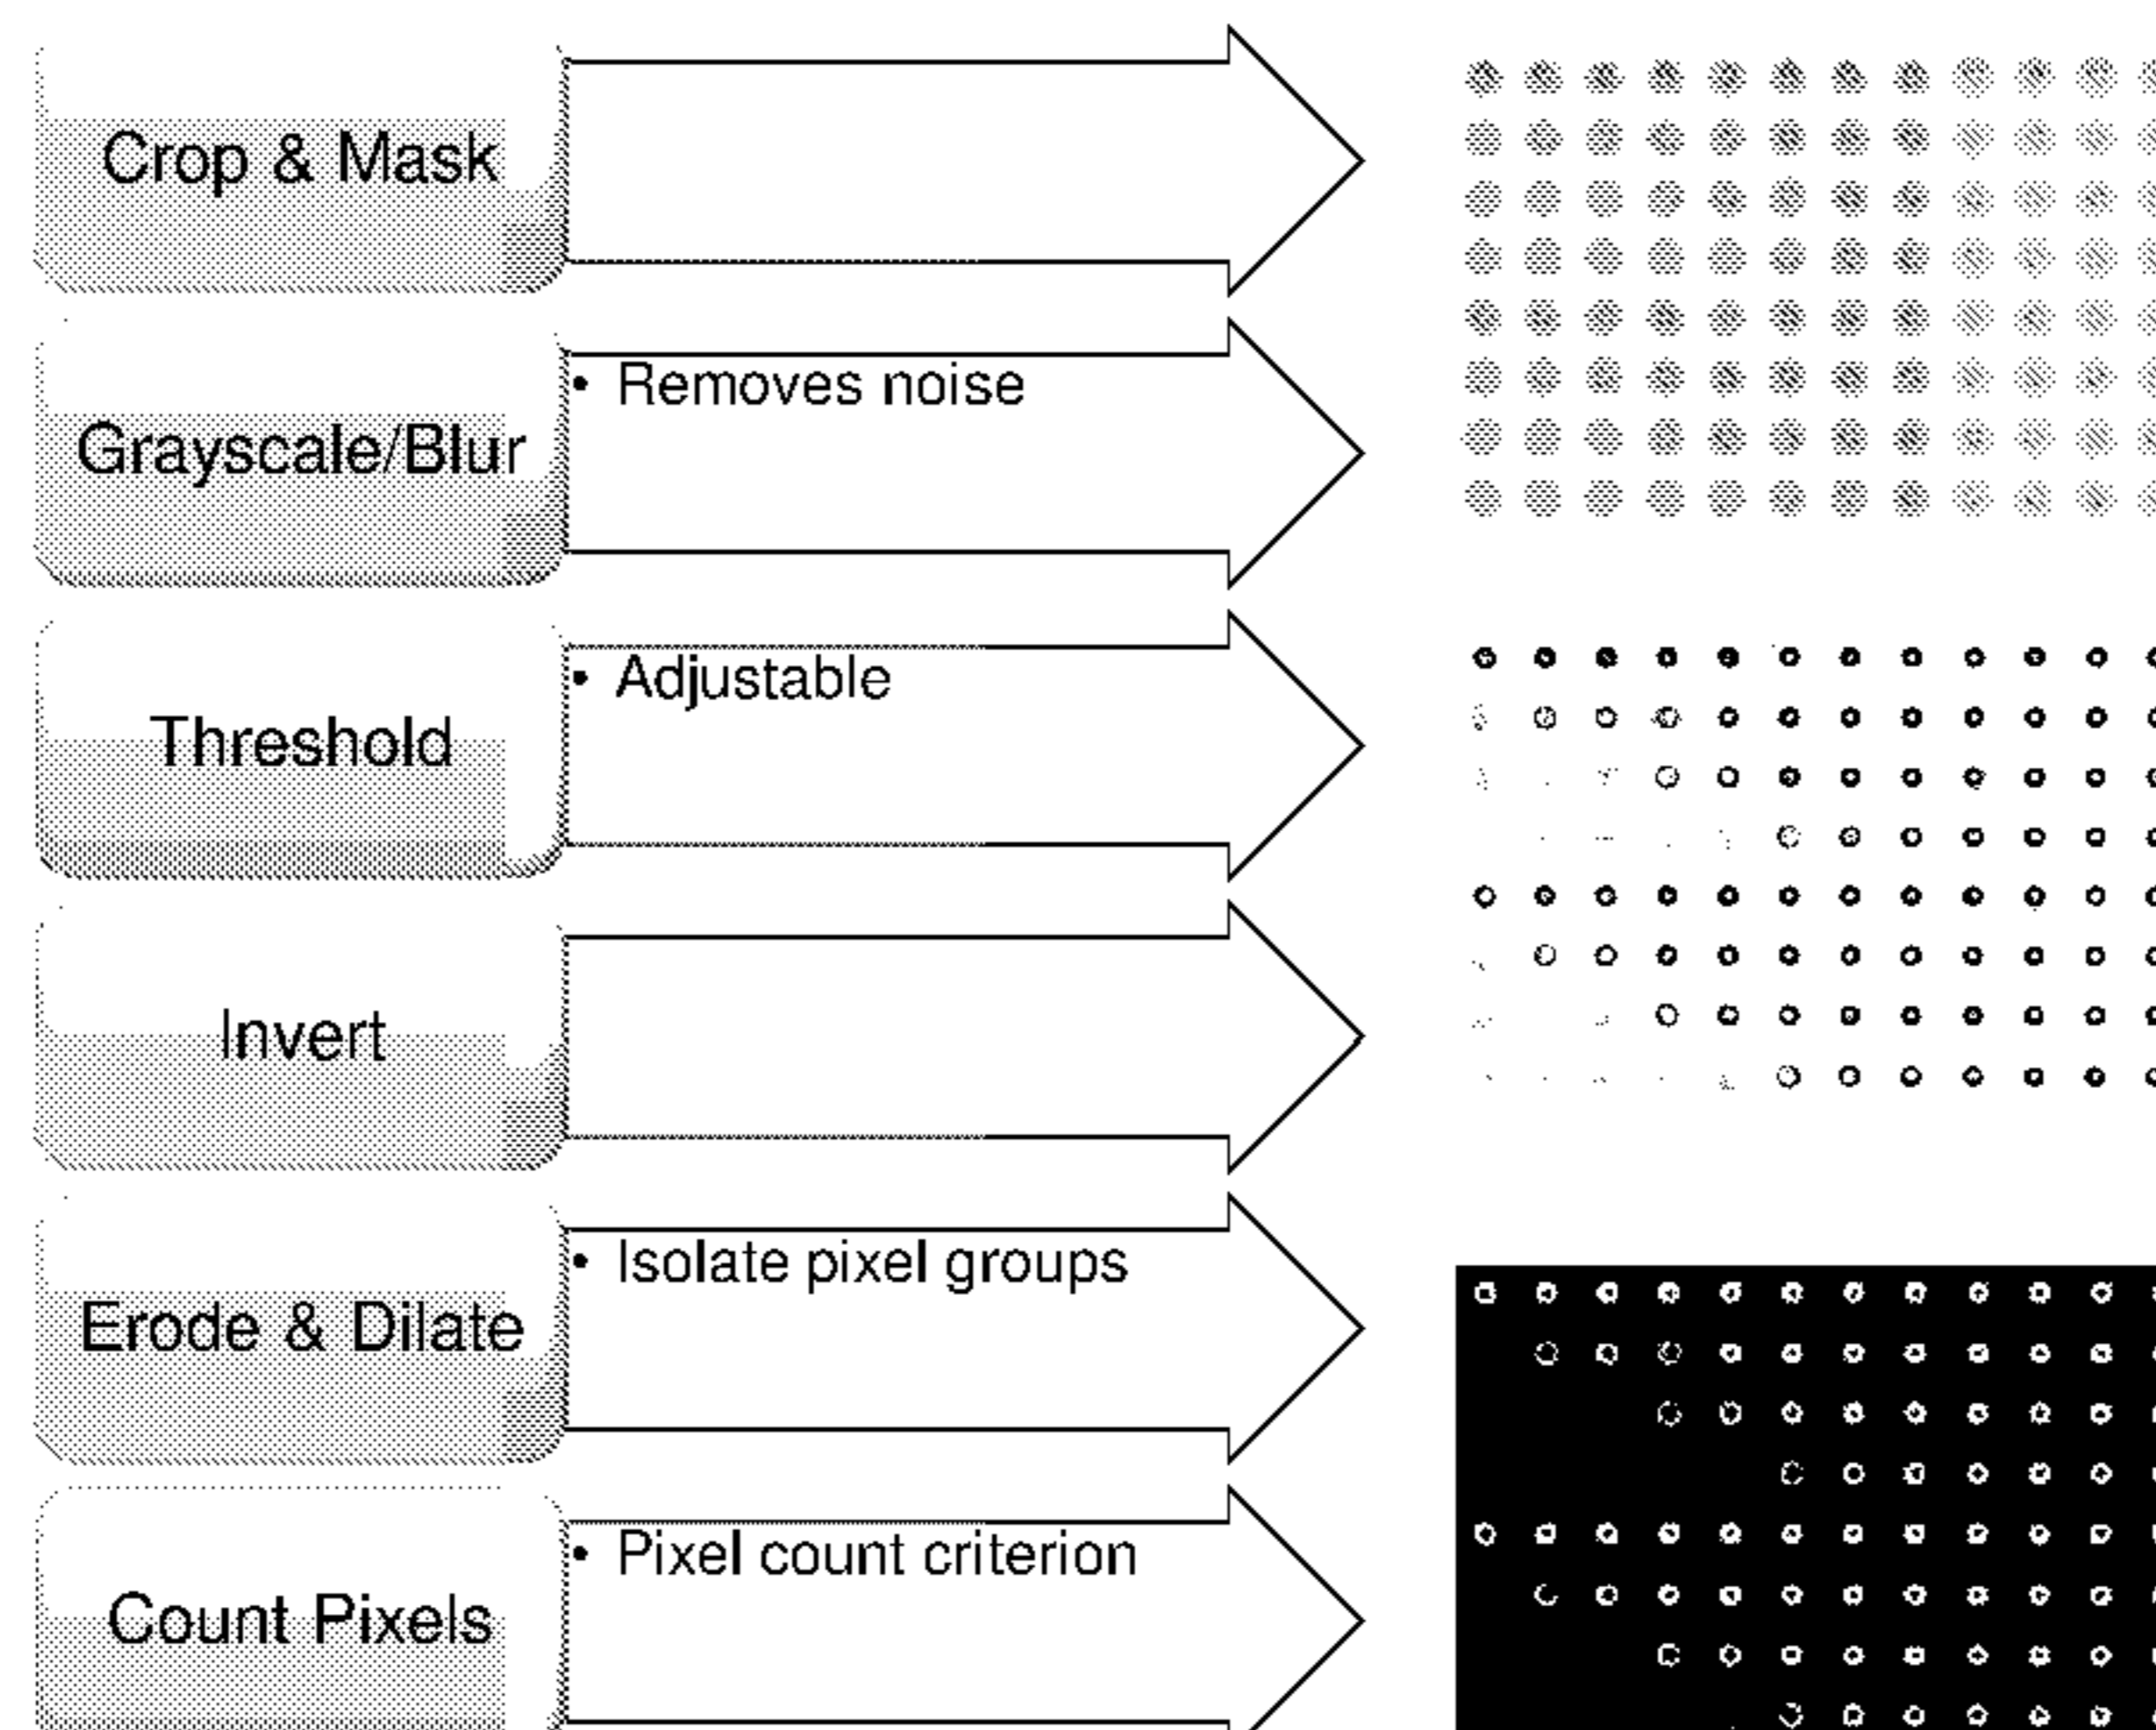 Crop & Mask
• Removes noise
Grayscale/Blur
• Adjustable
Threshold
Invert
• Isolate pixel groups
Erode & Dilate
• Pixel count criterion
Count Pixels